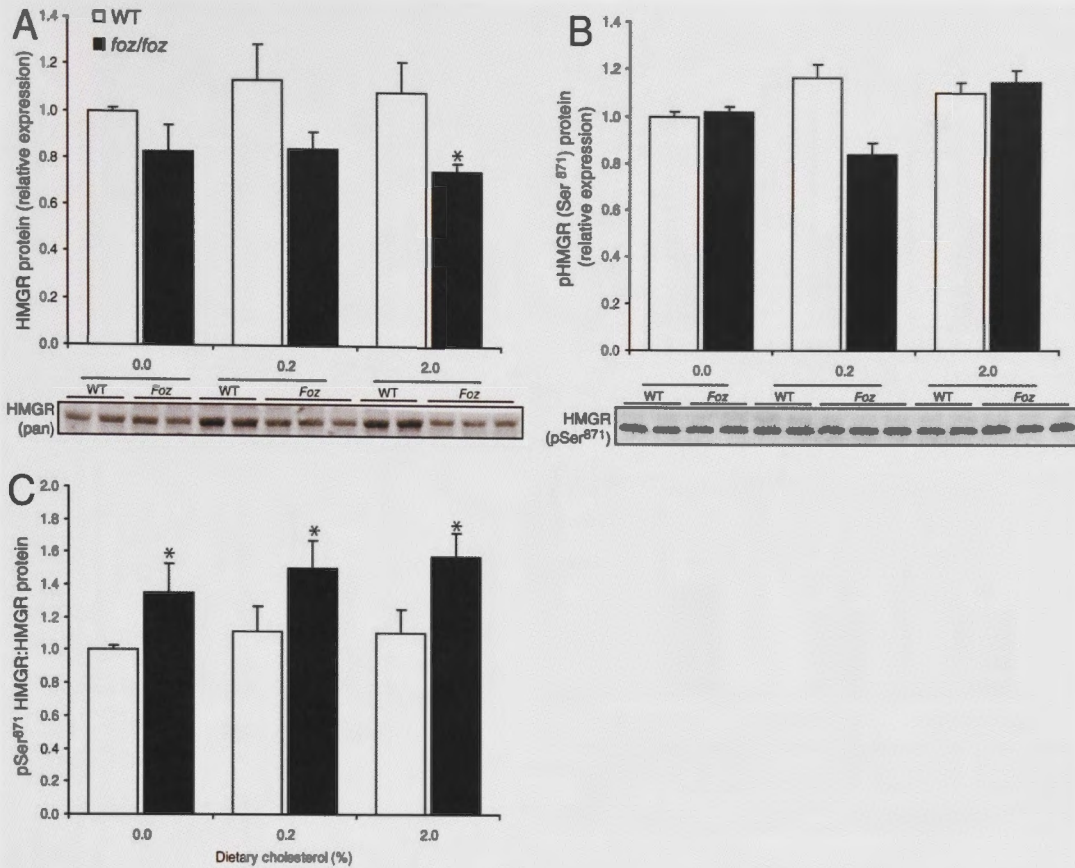 A
WT
foz/foz
HMGR protein (relative expression)
1.4
1.2
1.0
0.8
0.6
0.4
0.2
0.0
0.0 0.2 2.0
WT Foz WT Foz WT Foz
HMGR
(pan)
B
pHMGR (Ser 871) protein
(relative expression)
1.4
1.2
1.0
0.8
0.6
0.4
0.2
0.0
0.0 0.2 2.0
WT Foz WT Foz WT Foz
HMGR
(pSer871)
C
pSer871 HMGR:HMGR protein
2.0
1.8
1.6
1.4
1.2
1.0
0.8
0.6
0.4
0.2
0.0
* * *
0.0 0.2 2.0
Dietary cholesterol (%)